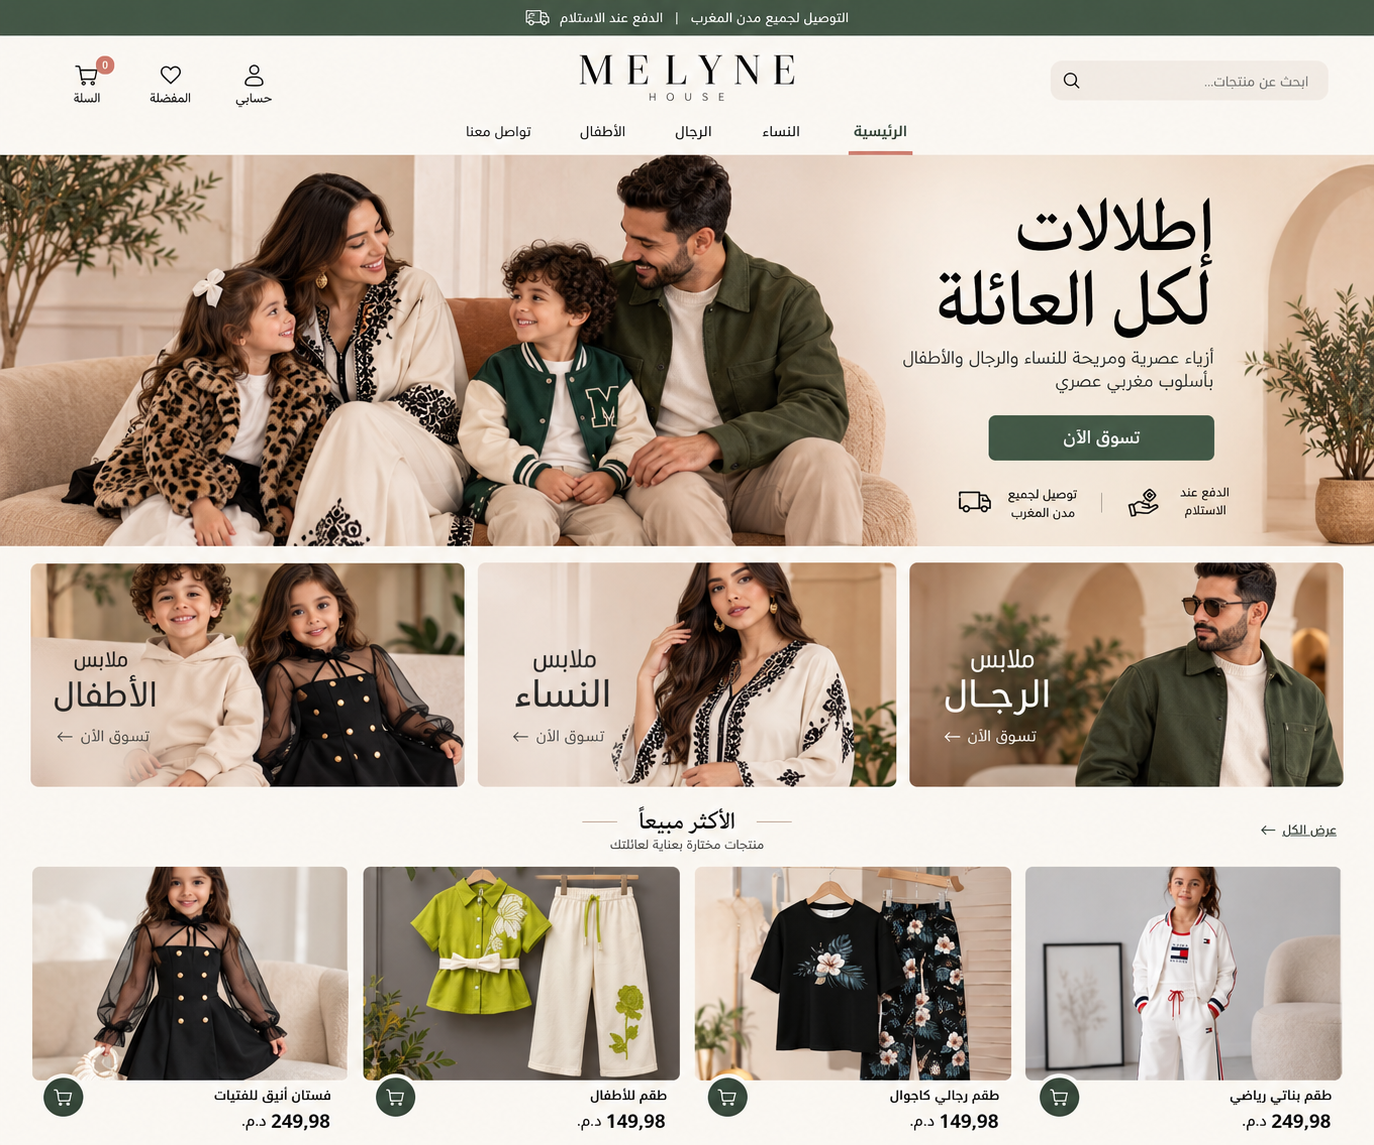 التوصيل لجميع مدن المغرب | الدفع عند الاستلام
ابحث عن منتجات...
MELYNE
HOUSE
حسابي
المفضلة
0
السلة
الرئيسية
النساء
الرجال
الأطفال
تواصل معنا
إطلالات
لكل العائلة
أزياء عصرية ومريحة للنساء والرجال والأطفال
بأسلوب مغربي عصري
تسوق الآن
الدفع عند
الاستلام
توصيل لجميع
مدن المغرب
M
ملابس
الرجـال
تسوق الأن ←
ملابس
النساء
تسوق الأن ←
ملابس
الأطفال
تسوق الأن ←
الأكثر مبيعاً
منتجات مختارة بعناية لعائلتك
عرض الكل ←
طقم بناتي رياضي
249,98 د.م.
طقم رجالي كاجوال
149,98 د.م.
طقم للأطفال
149,98 د.م.
فستان أنيق للفتيات
249,98 د.م.